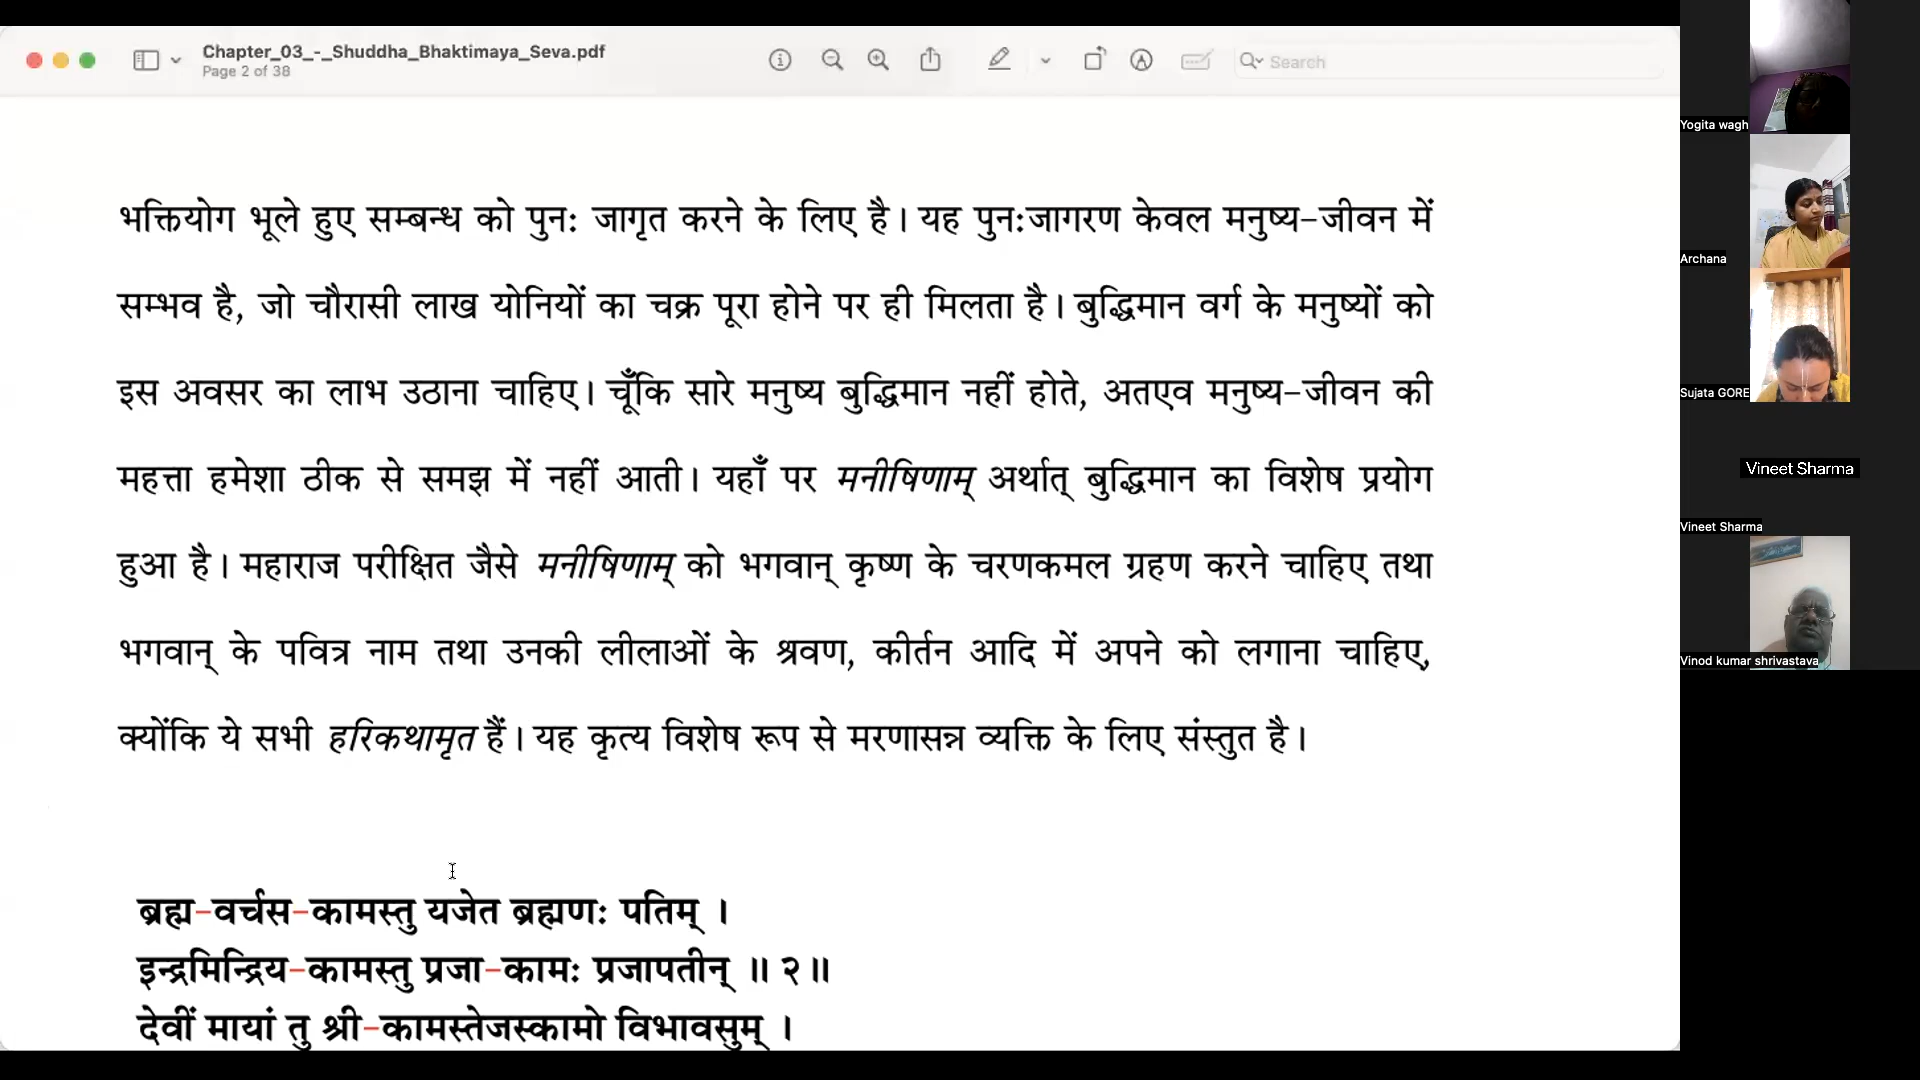 Chapter_03_-_Shuddha_Bhaktimaya_Seva.pdf
Page 2 of 38
Search
भक्तियोग भूले हुए सम्बन्ध को पुनः जागृत करने के लिए है। यह पुनःजागरण केवल मनुष्य-जीवन में
सम्भव है, जो चौरासी लाख योनियों का चक्र पूरा होने पर ही मिलता है। बुद्धिमान वर्ग के मनुष्यों को
इस अवसर का लाभ उठाना चाहिए। चूँकि सारे मनुष्य बुद्धिमान नहीं होते, अतएव मनुष्य-जीवन की
महत्ता हमेशा ठीक से समझ में नहीं आती। यहाँ पर मनीषिणाम् अर्थात् बुद्धिमान का विशेष प्रयोग
हुआ है। महाराज परीक्षित जैसे मनीषिणाम् को भगवान् कृष्ण के चरणकमल ग्रहण करने चाहिए तथा
भगवान् के पवित्र नाम तथा उनकी लीलाओं के श्रवण, कीर्तन आदि में अपने को लगाना चाहिए,
क्योंकि ये सभी हरिकथामृत हैं। यह कृत्य विशेष रूप से मरणासन्न व्यक्ति के लिए संस्तुत है।
ब्रह्म-वर्चस-कामस्तु यजेत ब्रह्मणः पतिम् ।
इन्द्रमिन्द्रिय-कामस्तु प्रजा-कामः प्रजापतीन् ॥ २॥
देवीं मायां तु श्री-कामस्तेजस्कामो विभावसुम् ।
Yogita wagh
Archana
Sujata GORE
Vineet Sharma
Vineet Sharma
Vinod kumar shrivastava